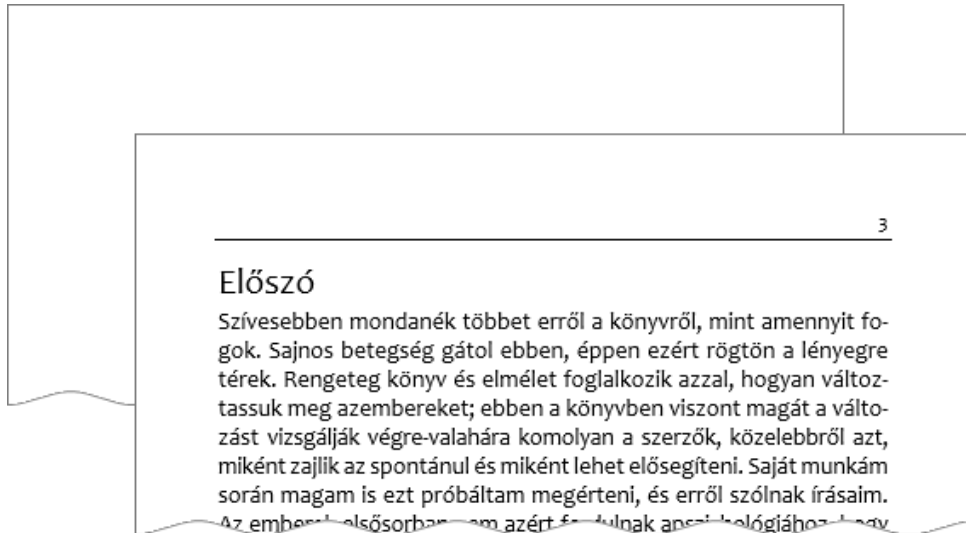 3
Előszó
Szívesebben mondanék többet erről a könyvről, mint amennyit fo-
gok. Sajnos betegség gátol ebben, éppen ezért rögtön a lényegre
térek. Rengeteg könyv és elmélet foglalkozik azzal, hogyan változ-
tassuk meg azembereket; ebben a könyvben viszont magát a válto-
zást vizsgálják végre-valahára komolyan a szerzők, közelebbről azt,
miként zajlik az spontánul és miként lehet elősegíteni. Saját munkám
során magam is ezt próbáltam megérteni, és erről szólnak írásaim.
Az azért